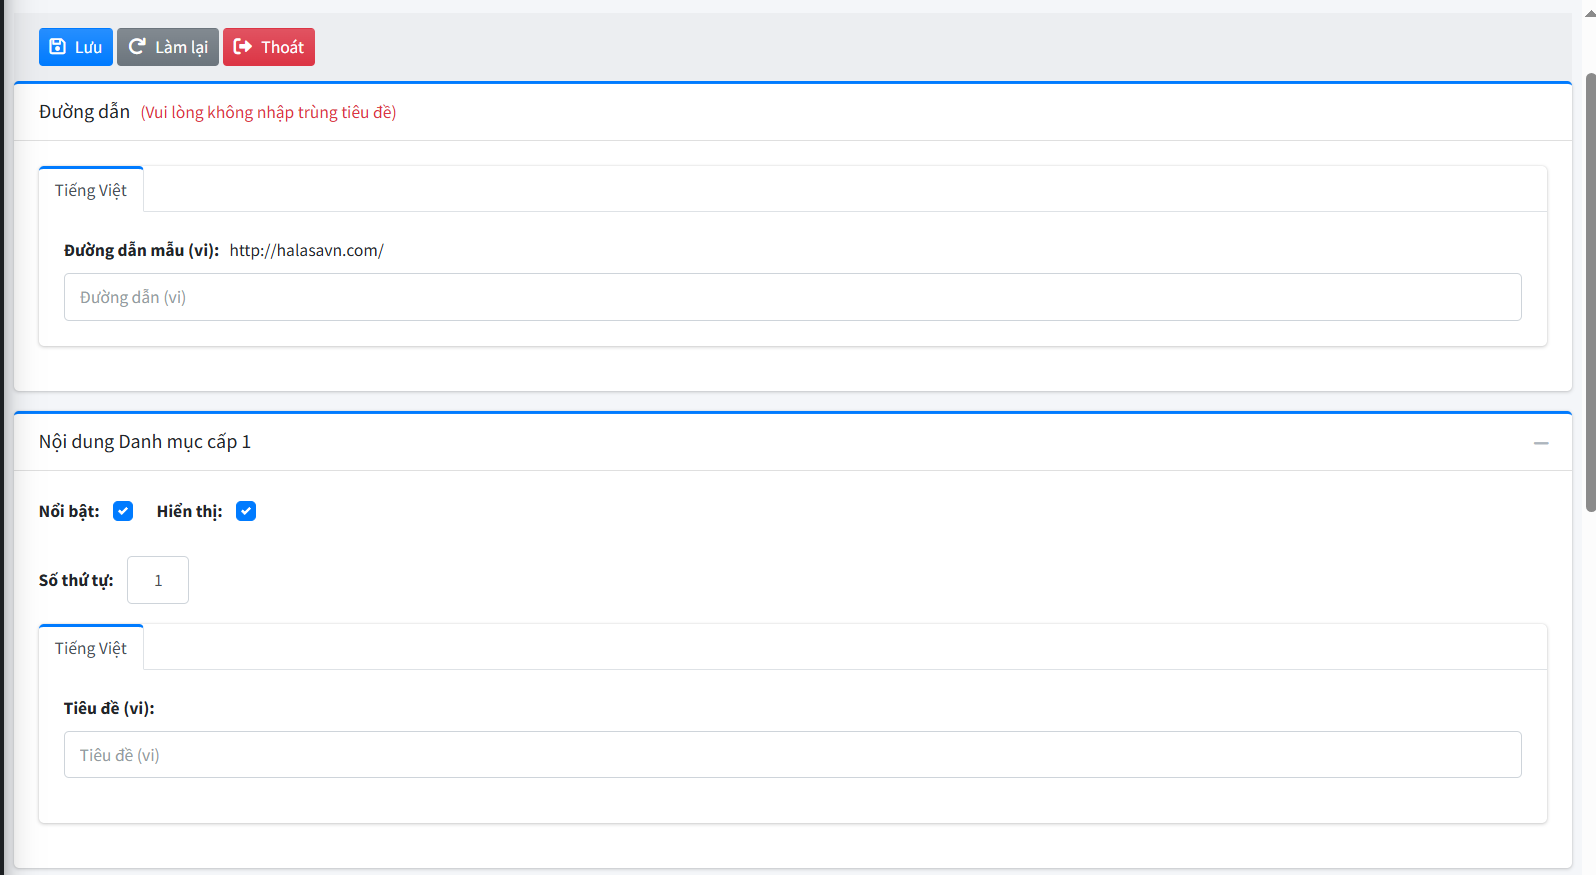 Lưu Làm lại Thoát
Đường dẫn (Vui lòng không nhập trùng tiêu đề)
Tiếng Việt
Đường dẫn mẫu (vi): http://halasavn.com/
Đường dẫn (vi)
Nội dung Danh mục cấp 1
Nổi bật: Hiển thị:
Số thứ tự: 1
Tiếng Việt
Tiêu đề (vi):
Tiêu đề (vi)